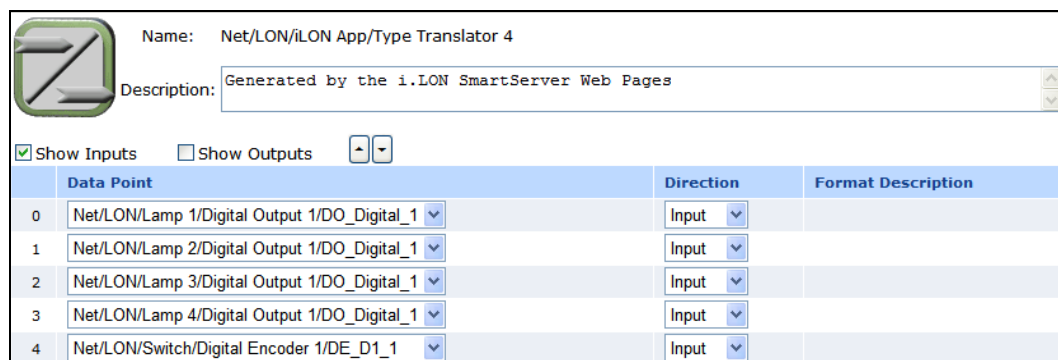 Name: Net/LON/iLON App/Type Translator 4
Description: Generated by the i.LON SmartServer Web Pages
Show Inputs Show Outputs
Data Point Direction Format Description
0 Net/LON/Lamp 1/Digital Output 1/DO_Digital_1 Input
1 Net/LON/Lamp 2/Digital Output 1/DO_Digital_1 Input
2 Net/LON/Lamp 3/Digital Output 1/DO_Digital_1 Input
3 Net/LON/Lamp 4/Digital Output 1/DO_Digital_1 Input
4 Net/LON/Switch/Digital Encoder 1/DE_D1_1 Input